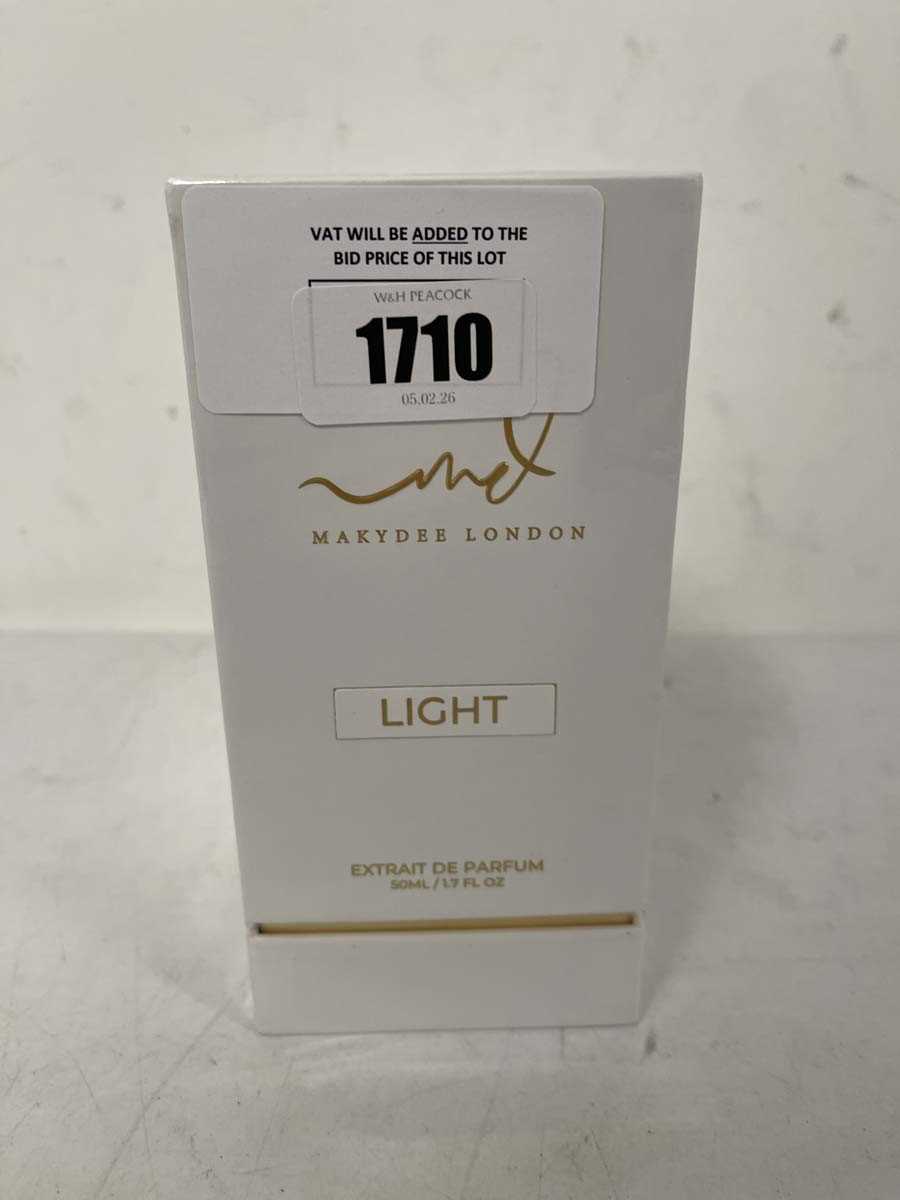 VAT WILL BE ADDED TO THE
BID PRICE OF THIS LOT
W&H PEACOCK
1710
05.02.26
md
MAKYDEE LONDON
LIGHT
EXTRAIT DE PARFUM
50ML / 1.7 FL OZ